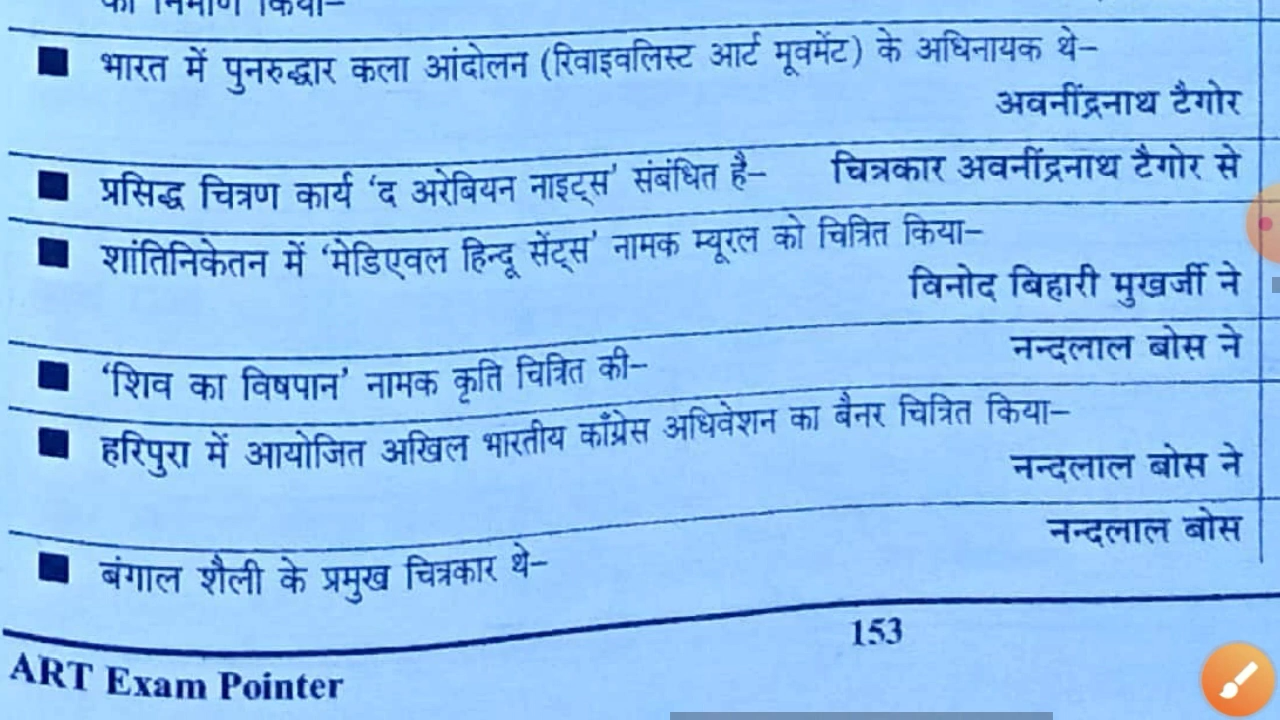 का निर्माण किया–
■ भारत में पुनरुद्धार कला आंदोलन (रिवाइवलिस्ट आर्ट मूवमेंट) के अधिनायक थे–
अवनींद्रनाथ टैगोर
■ प्रसिद्ध चित्रण कार्य ‘द अरेबियन नाइट्स’ संबंधित है– चित्रकार अवनींद्रनाथ टैगोर से
■ शांतिनिकेतन में ‘मेडिएवल हिन्दू सेंट्स’ नामक म्यूरल को चित्रित किया–
विनोद बिहारी मुखर्जी ने
■ ‘शिव का विषपान’ नामक कृति चित्रित की– नन्दलाल बोस ने
■ हरिपुरा में आयोजित अखिल भारतीय काँग्रेस अधिवेशन का बैनर चित्रित किया–
नन्दलाल बोस ने
■ बंगाल शैली के प्रमुख चित्रकार थे– नन्दलाल बोस
153
ART Exam Pointer